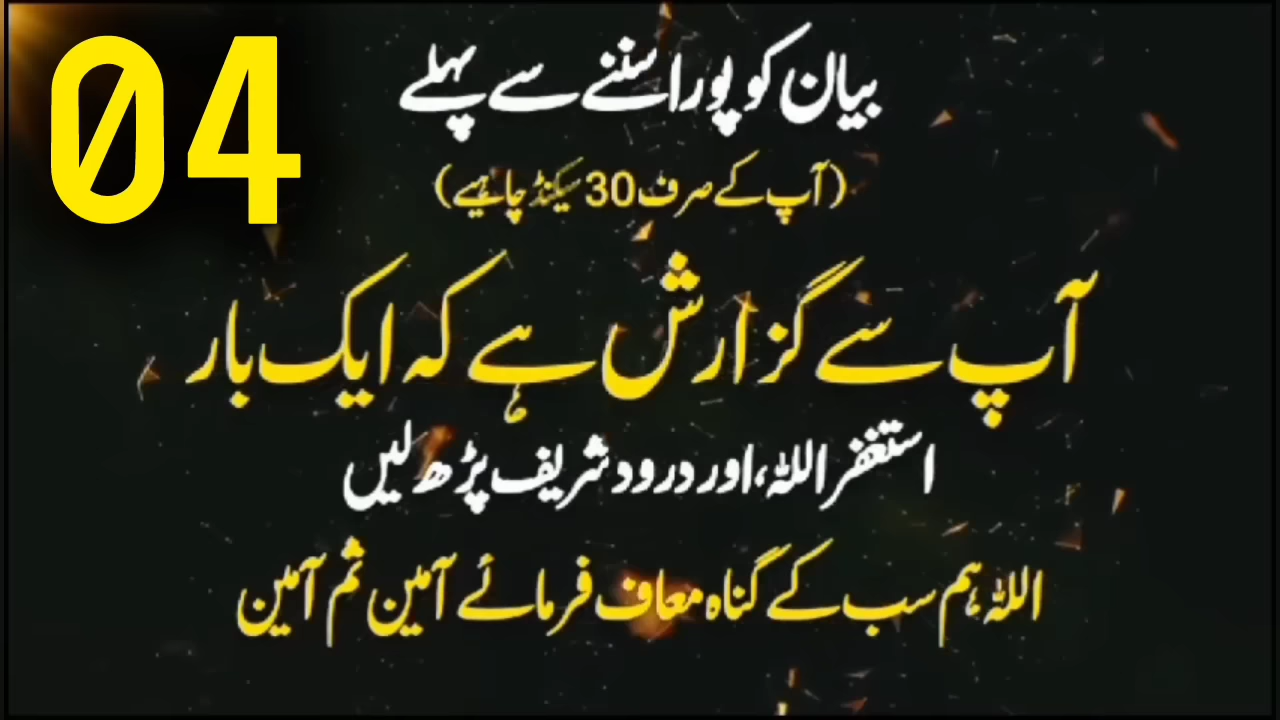 04
بیان کو پورا سننے سے پہلے
(آپ کے صرف 30 سیکنڈ چاہیے)
آپ سے گزارش ہے کہ ایک بار
استغفر اللہ، اور درود شریف پڑھ لیں
اللہ ہم سب کے گناہ معاف فرمائے آمین ثم آمین